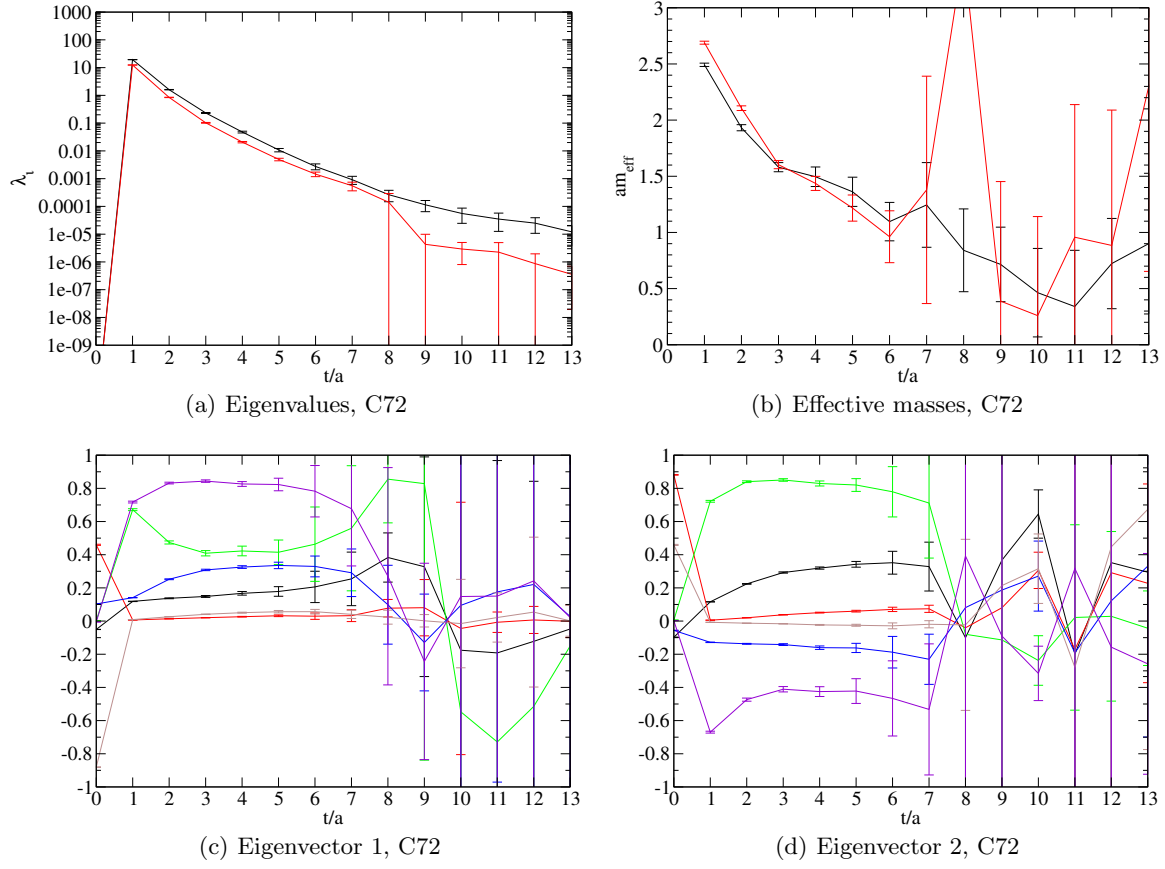 1000
100
10
1
0.1
0.01
0.001
0.0001
1e-05
1e-06
1e-07
1e-08
1e-09
λ_t
0 1 2 3 4 5 6 7 8 9 10 11 12 13
t/a
(a) Eigenvalues, C72
3
2.5
2
1.5
1
0.5
0
am_eff
0 1 2 3 4 5 6 7 8 9 10 11 12 13
t/a
(b) Effective masses, C72
1
0.8
0.6
0.4
0.2
0
-0.2
-0.4
-0.6
-0.8
-1
0 1 2 3 4 5 6 7 8 9 10 11 12 13
t/a
(c) Eigenvector 1, C72
1
0.8
0.6
0.4
0.2
0
-0.2
-0.4
-0.6
-0.8
-1
0 1 2 3 4 5 6 7 8 9 10 11 12 13
t/a
(d) Eigenvector 2, C72